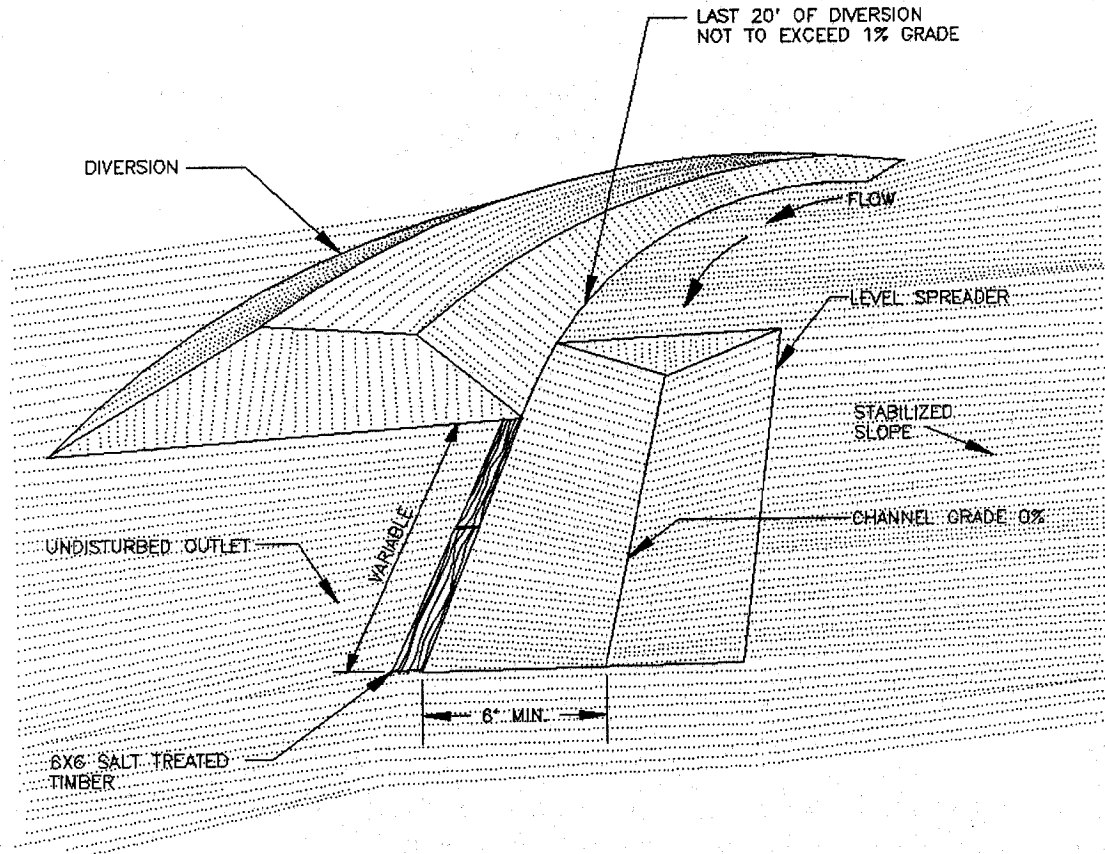 LAST 20' OF DIVERSION
NOT TO EXCEED 1% GRADE
DIVERSION
FLOW
LEVEL SPREADER
STABILIZED
SLOPE
CHANNEL GRADE 0%
UNDISTURBED OUTLET
VARIABLE
6' MIN.
6X6 SALT TREATED
TIMBER